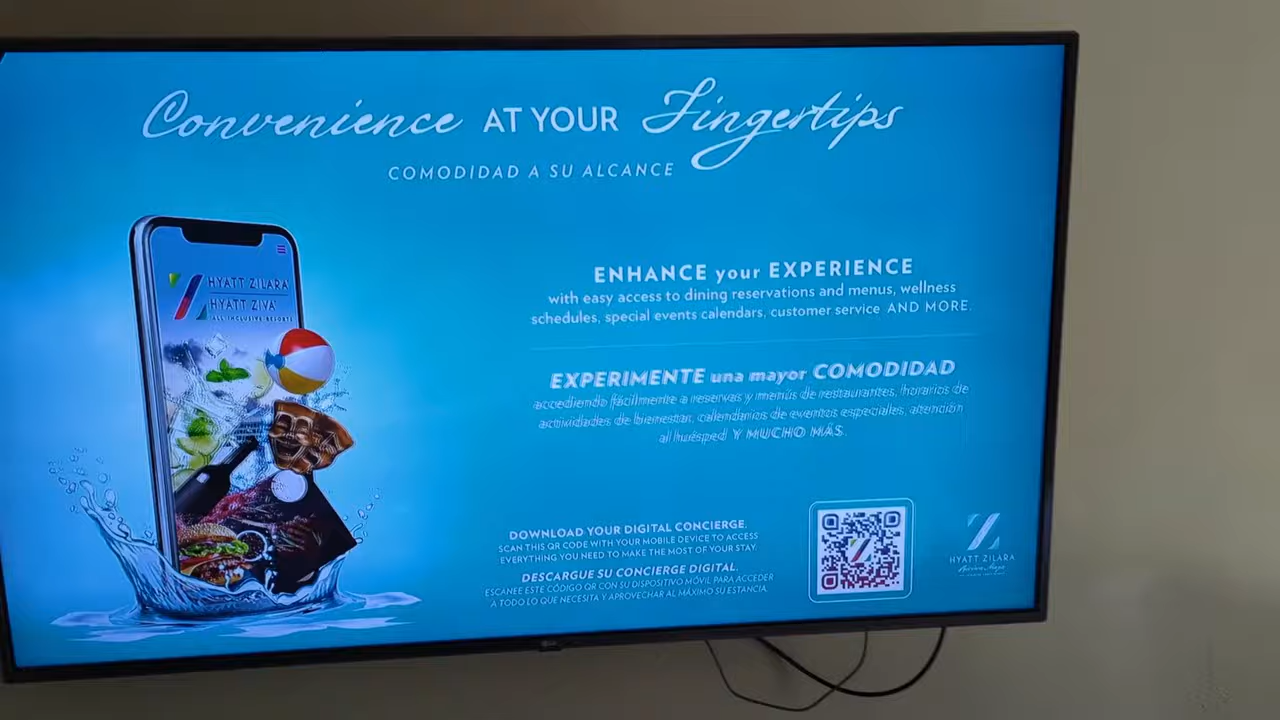 Convenience AT YOUR Fingertips
COMODIDAD A SU ALCANCE
HYATT ZILARA
HYATT ZIVA
ALL-INCLUSIVE RESORTS
ENHANCE your EXPERIENCE
with easy access to dining reservations and menus, wellness
schedules, special events calendars, customer service AND MORE.
EXPERIMENTE una mayor COMODIDAD
accediendo fácilmente a reservas y menús de restaurantes, horarios de
actividades de bienestar, calendarios de eventos especiales, atención
al huésped Y MUCHO MÁS.
DOWNLOAD YOUR DIGITAL CONCIERGE.
SCAN THIS QR CODE WITH YOUR MOBILE DEVICE TO ACCESS
EVERYTHING YOU NEED TO MAKE THE MOST OF YOUR STAY.
DESCARGUE SU CONCIERGE DIGITAL.
ESCANEE ESTE CÓDIGO QR CON SU DISPOSITIVO MÓVIL PARA ACCEDER
A TODO LO QUE NECESITA Y APROVECHAR AL MÁXIMO SU ESTANCIA.
HYATT ZILARA
Riviera Maya
LG